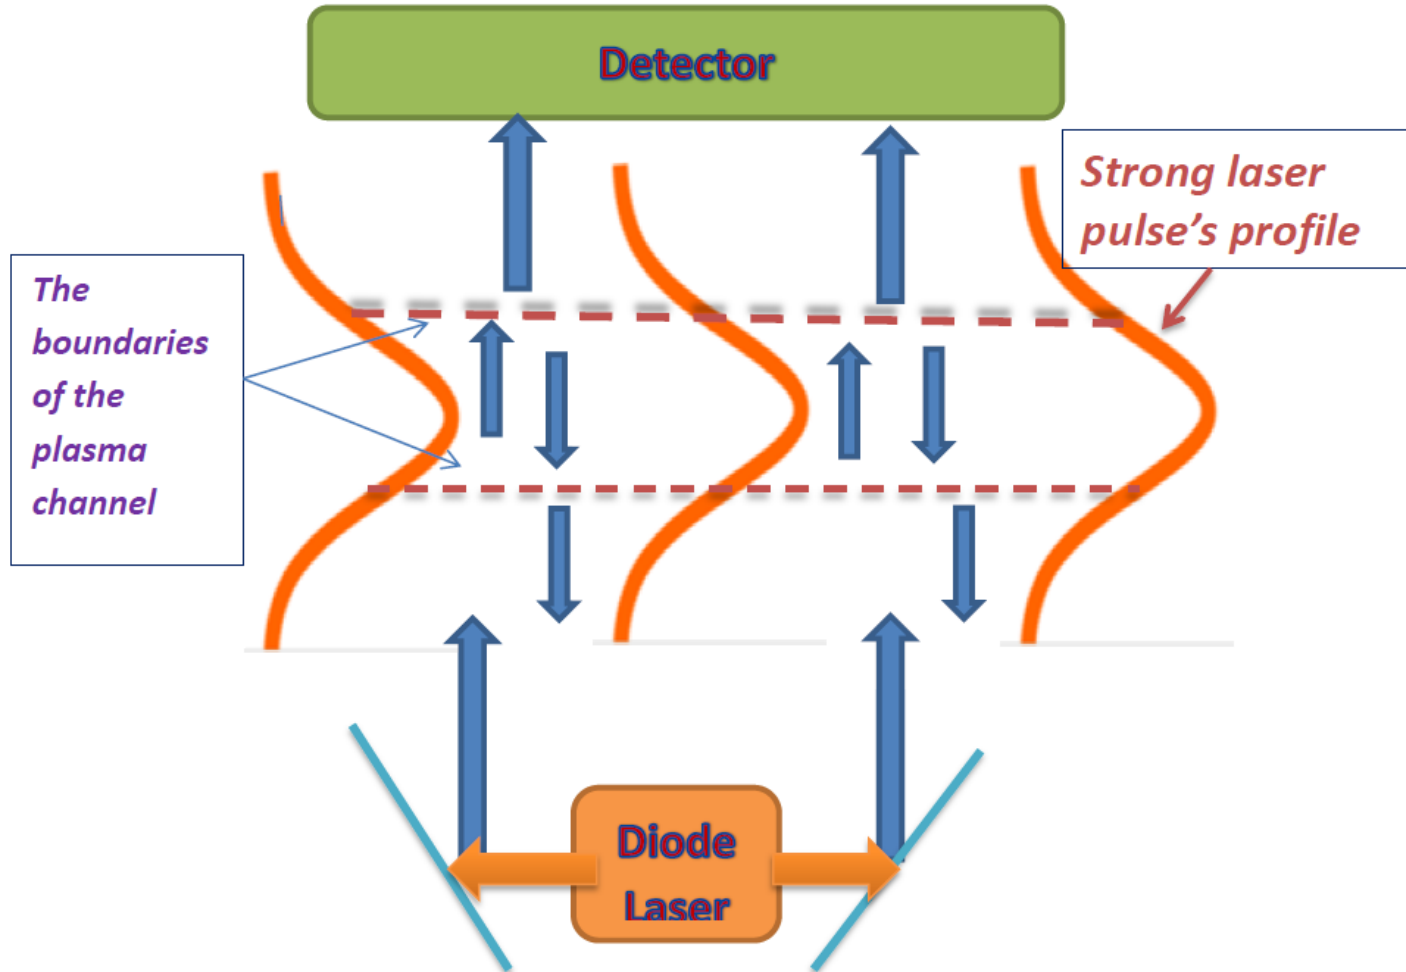 Detector
Strong laser
pulse’s profile
The
boundaries
of the
plasma
channel
Diode
Laser